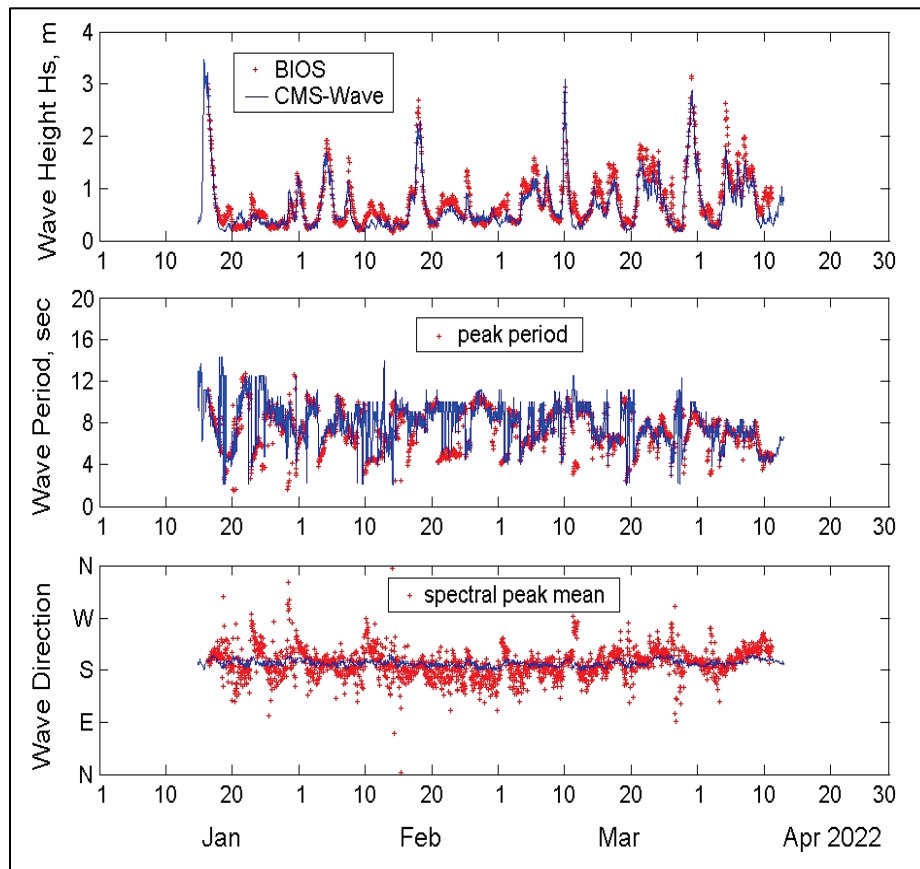 Wave Height Hs, m
4
3
2
1
0
BIOS
CMS-Wave
1 10 20 1 10 20 1 10 20 1 10 20 30
Wave Period, sec
20
16
12
8
4
0
peak period
1 10 20 1 10 20 1 10 20 1 10 20 30
Wave Direction
N
W
S
E
N
spectral peak mean
1 10 20 1 10 20 1 10 20 1 10 20 30
Jan Feb Mar Apr 2022